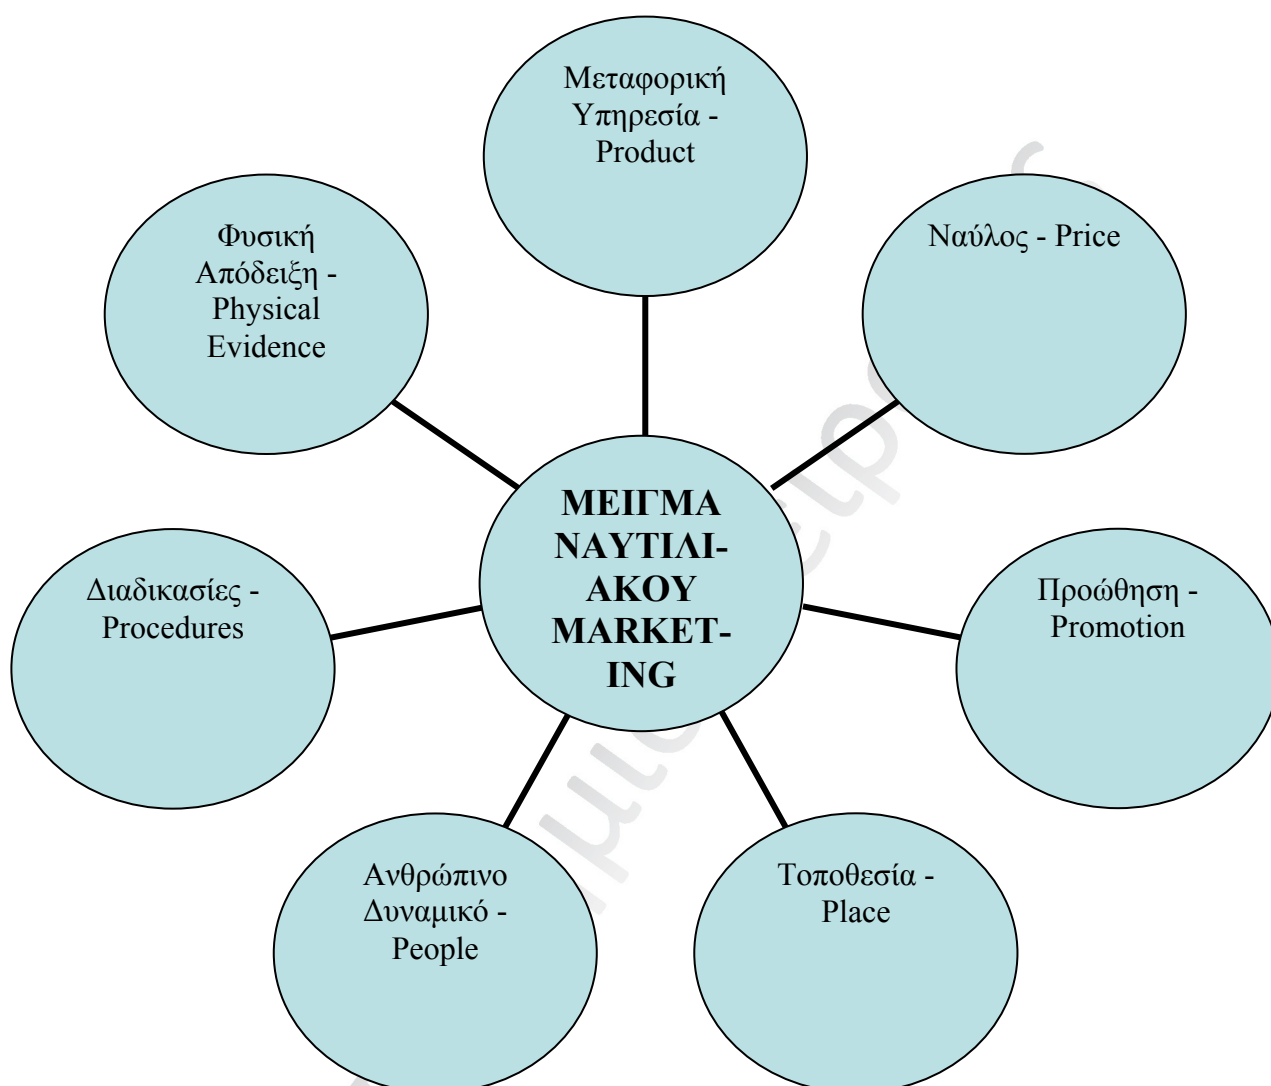 Μεταφορική
Υπηρεσία -
Product
Ναύλος - Price
Προώθηση -
Promotion
Τοποθεσία -
Place
Ανθρώπινο
Δυναμικό -
People
Διαδικασίες -
Procedures
Φυσική
Απόδειξη -
Physical
Evidence
ΜΕΙΓΜΑ
ΝΑΥΤΙΛΙ-
ΑΚΟΥ
MARKET-
ING